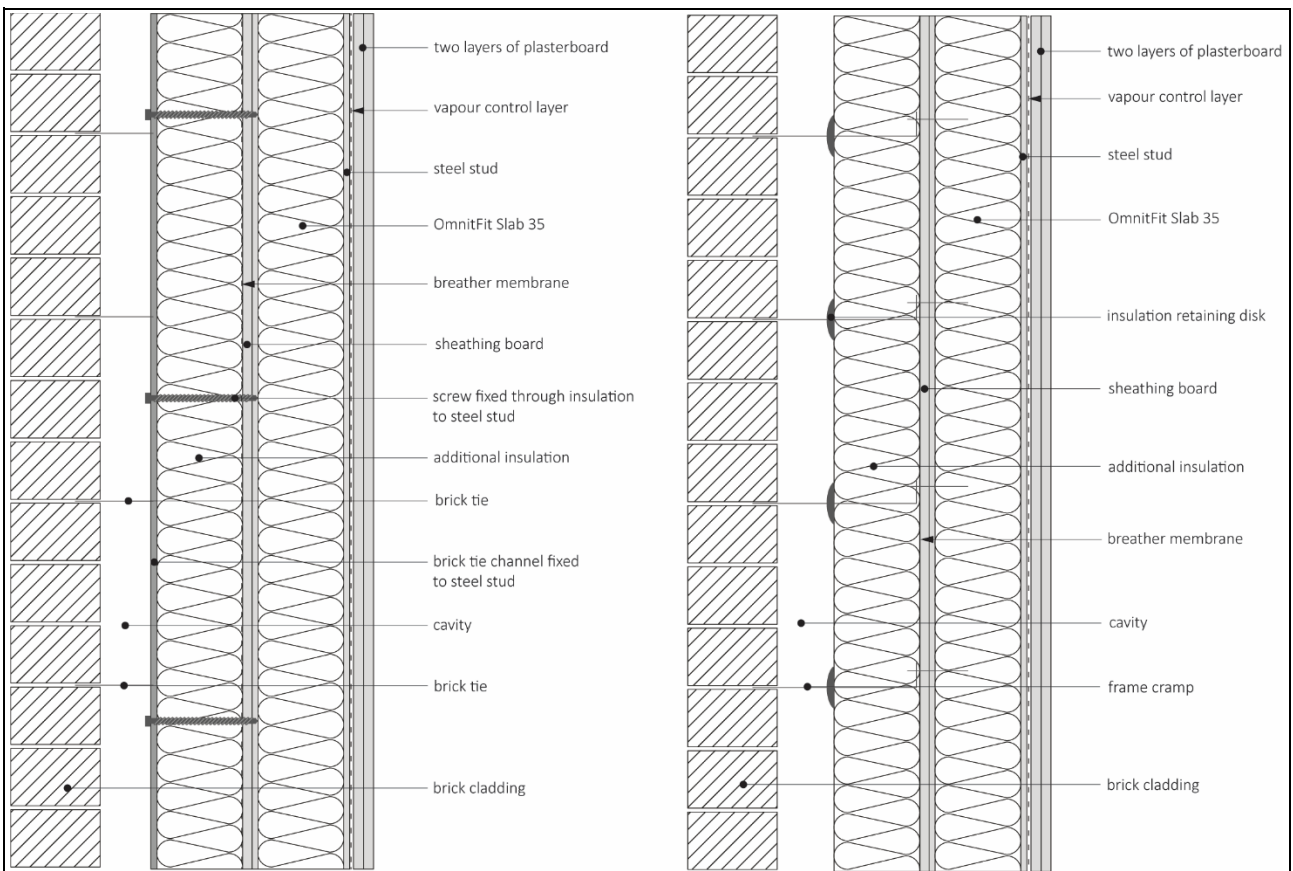 two layers of plasterboard
vapour control layer
steel stud
OmnitFit Slab 35
breather membrane
sheathing board
screw fixed through insulation
to steel stud
additional insulation
brick tie
brick tie channel fixed
to steel stud
cavity
brick tie
brick cladding
two layers of plasterboard
vapour control layer
steel stud
OmnitFit Slab 35
insulation retaining disk
sheathing board
additional insulation
breather membrane
cavity
frame cramp
brick cladding